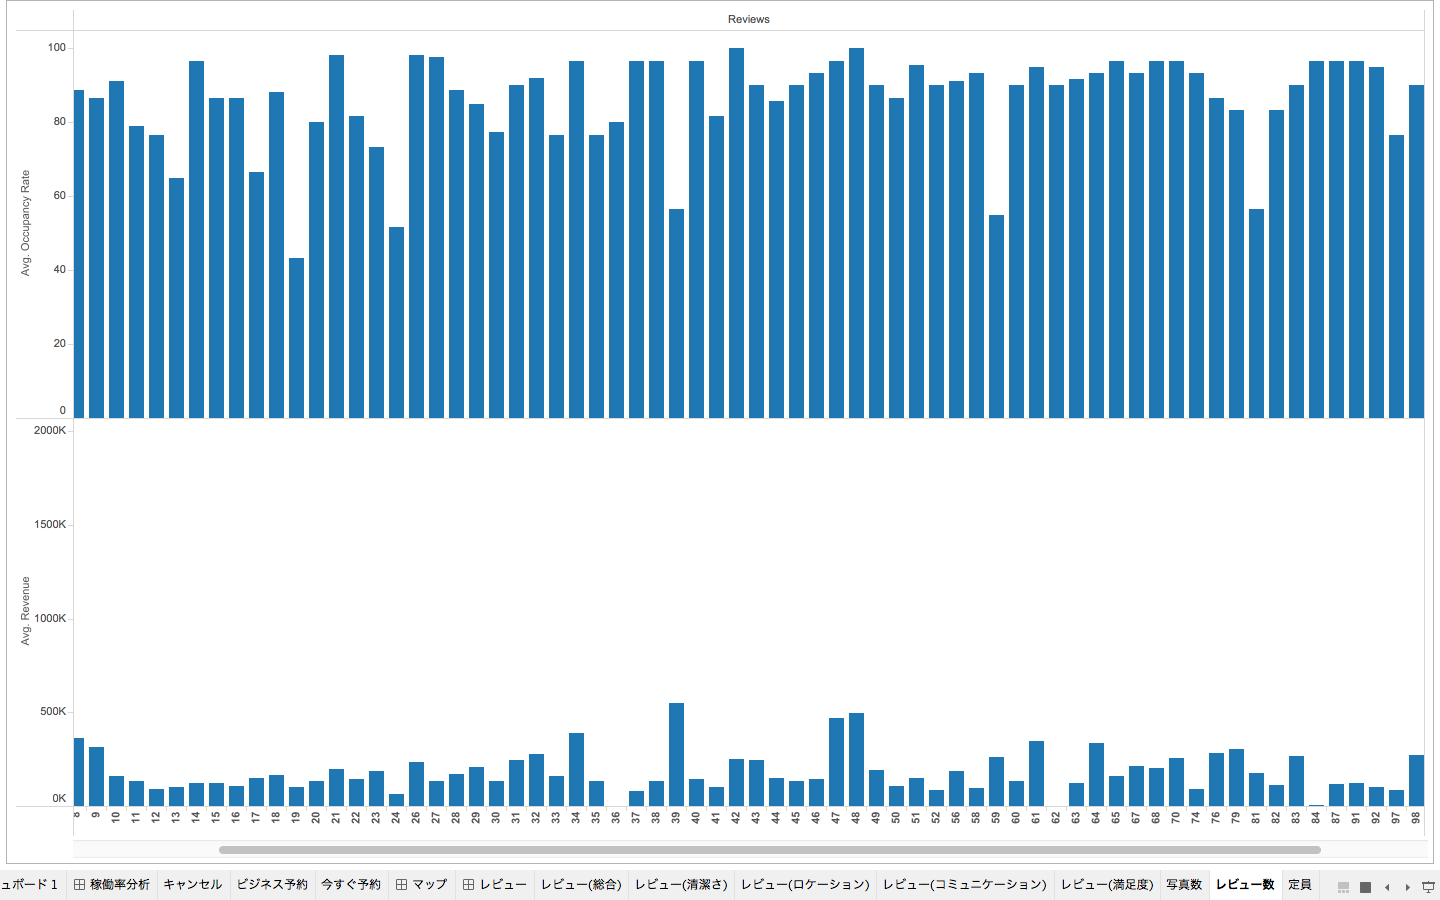 Reviews
Avg. Occupancy Rate
100
80
60
40
20
0
Avg. Revenue
2000K
1500K
1000K
500K
0K
8 9 10 11 12 13 14 15 16 17 18 19 20 21 22 23 24 26 27 28 29 30 31 32 33 34 35 36 37 38 39 40 41 42 43 44 45 46 47 48 49 50 51 52 56 58 59 60 61 62 63 64 65 67 68 70 74 76 79 81 82 83 84 87 91 92 97 98
ュボード 1 稼働率分析 キャンセル ビジネス予約 今すぐ予約 マップ レビュー レビュー(総合) レビュー(清潔さ) レビュー(ロケーション) レビュー(コミュニケーション) レビュー(満足度) 写真数 レビュー数 定員